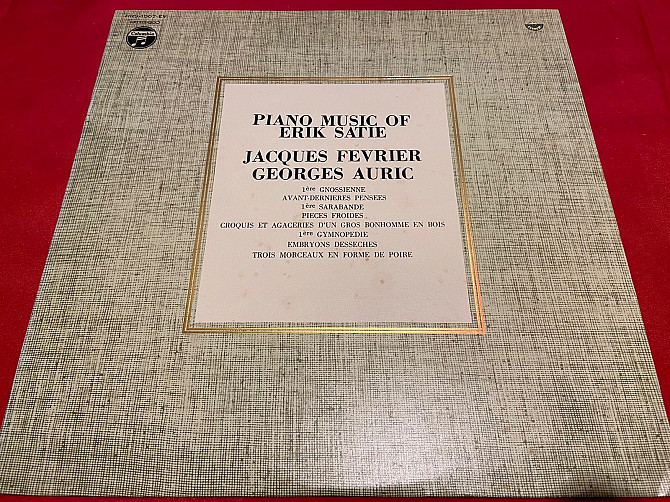 Columbia
PIANO MUSIC OF
ERIK SATIE
JACQUES FEVRIER
GEORGES AURIC
1ère GNOSSIENNE
AVANT-DERNIERES PENSEES
1ère SARABANDE
PIECES FROIDES
CROQUIS ET AGACERIES D'UN GROS BONHOMME EN BOIS
1ère GYMNOPEDIE
EMBRYONS DESSECHES
TROIS MORCEAUX EN FORME DE POIRE